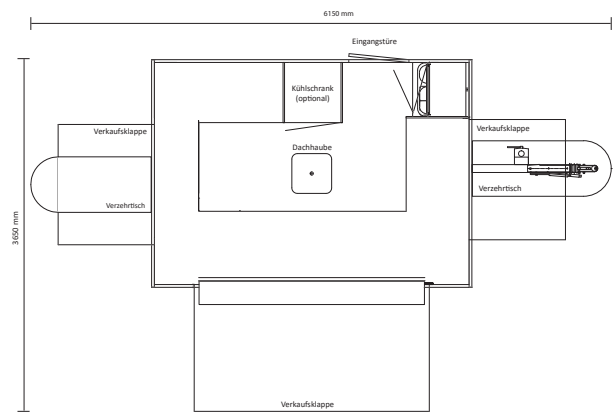 6150 mm
Eingangstüre
Kühlschrank
(optional)
Verkaufsklappe
Verkaufsklappe
Dachhaube
Verzehrtisch
Verzehrtisch
3650 mm
Verkaufsklappe